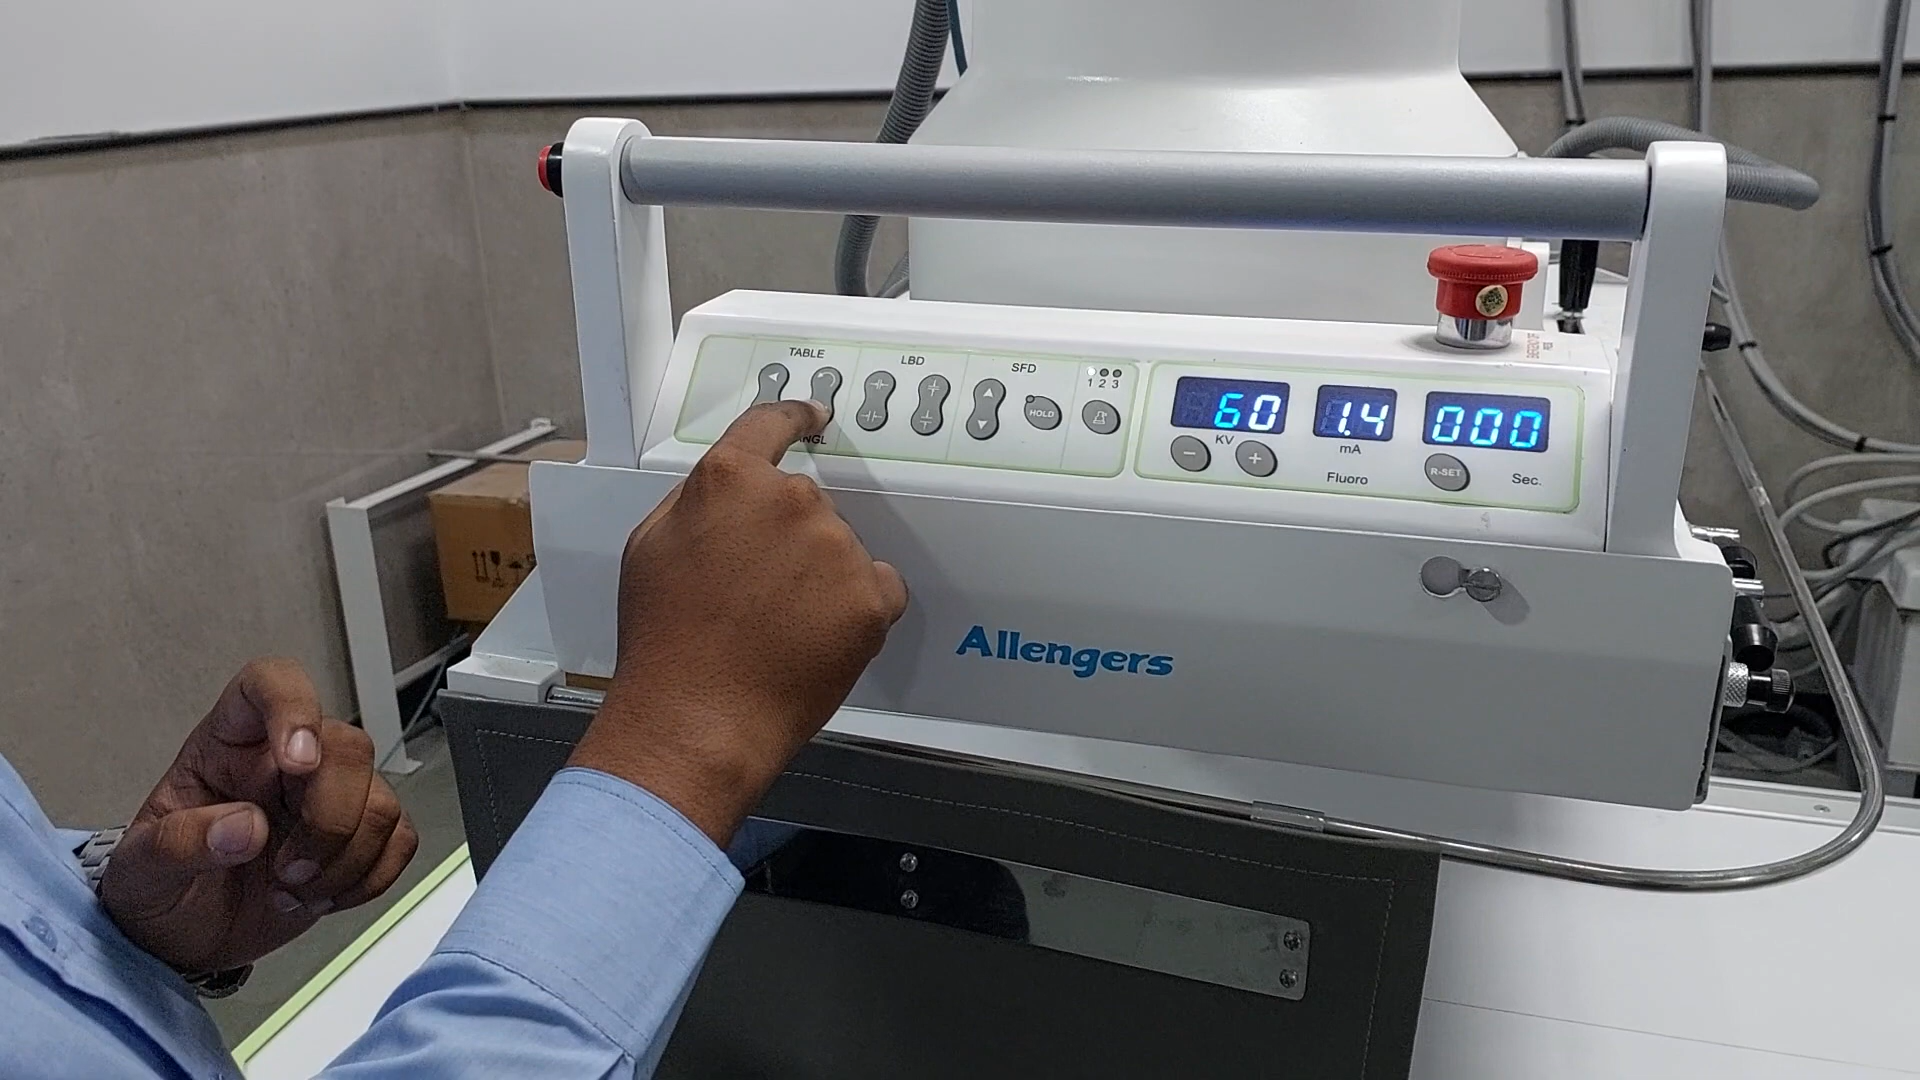 TABLE
LBD
SFD
1 2 3
HOLD
ANGL
60
1.4
000
KV
mA
Fluoro
R-SET
Sec.
Allengers